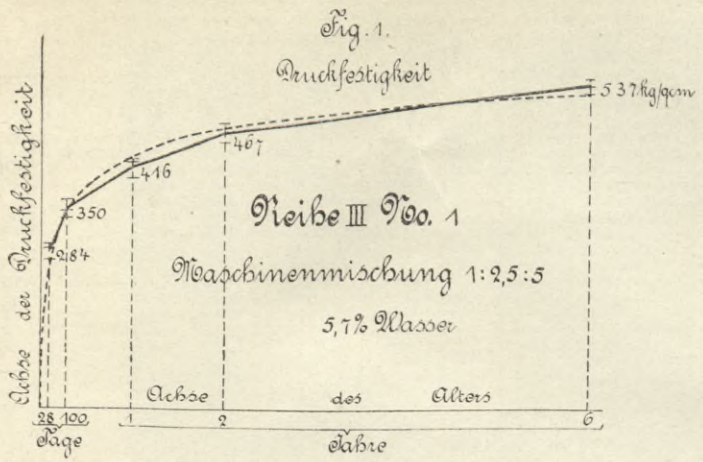 Fig. 1.
Druckfestigkeit
Achse der Druckfestigkeit
537 kg/qcm
467
416
350
284
Reihe III No. 1
Maschinenmischung 1:2,5:5
5,7% Wasser
Achse des Alters
28 100 1 2 6
Tage Jahre